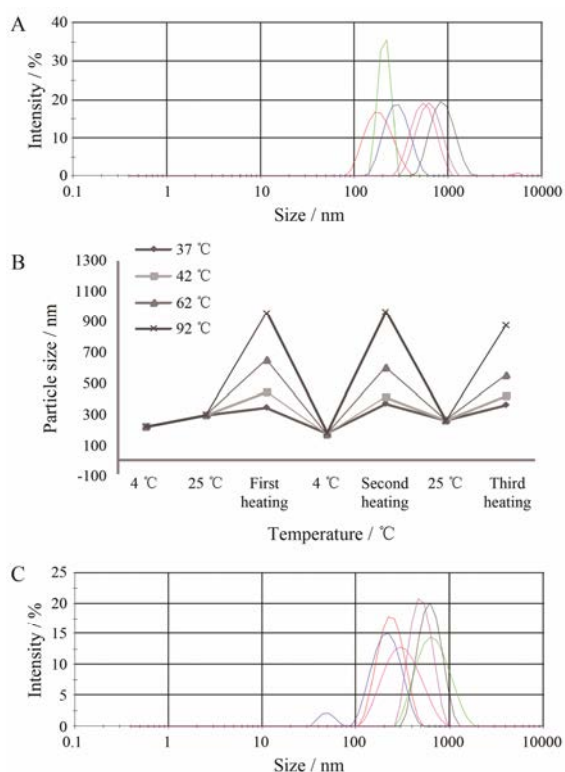 A
Intensity / %
40
30
20
10
0
0.1 1 10 100 1000 10000
Size / nm
B
Particle size / nm
37 ℃
42 ℃
62 ℃
92 ℃
1300
1100
900
700
500
300
100
-100
4 ℃ 25 ℃ First heating 4 ℃ Second heating 25 ℃ Third heating
Temperature / ℃
C
Intensity / %
25
20
15
10
5
0
0.1 1 10 100 1000 10000
Size / nm